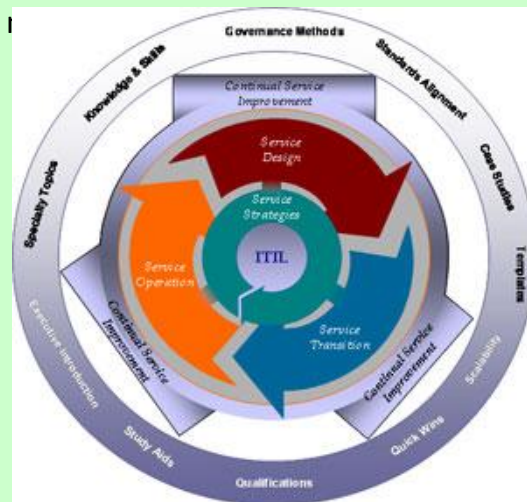 Governance Methods
Standards Alignment
Case Studies
Templates
Scalability
Quick Wins
Qualifications
Study Aids
Executive Introduction
Specialty Topics
Knowledge & Skills
Continual Service
Improvement
Service
Design
Service
Strategies
ITIL
Service
Operation
Service
Transition
Continual Service
Improvement
Continual Service
Improvement